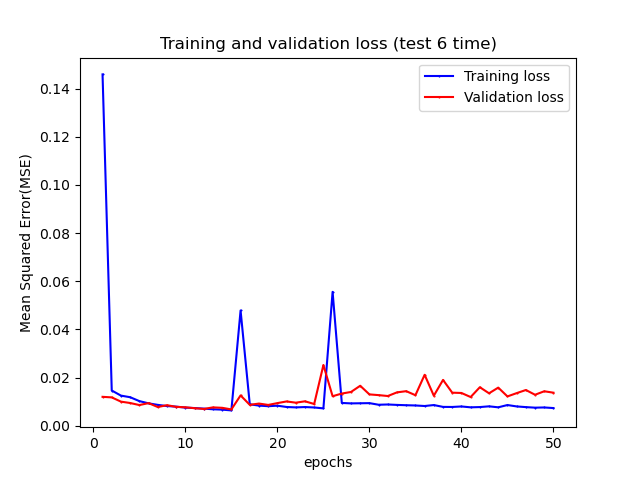 Training and validation loss (test 6 time)
Training loss
Validation loss
Mean Squared Error(MSE)
0.14
0.12
0.10
0.08
0.06
0.04
0.02
0.00
0 10 20 30 40 50
epochs